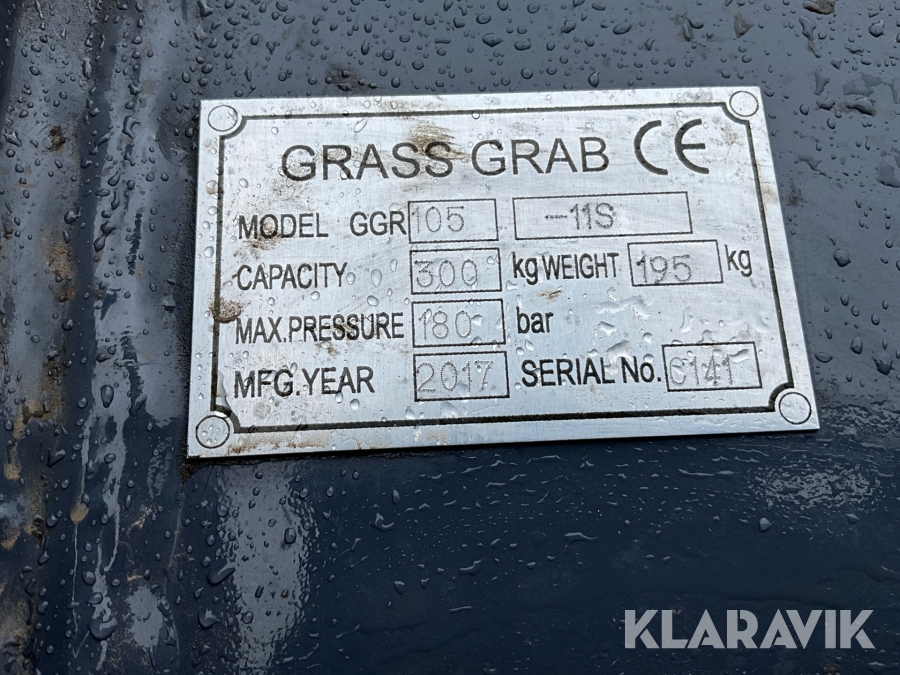 GRASS GRAB CE
MODEL GGR 105 -11S
CAPACITY 300 kg WEIGHT 195 kg
MAX.PRESSURE 180 bar
MFG.YEAR 2017 SERIAL No. 6141
KLARAVIK